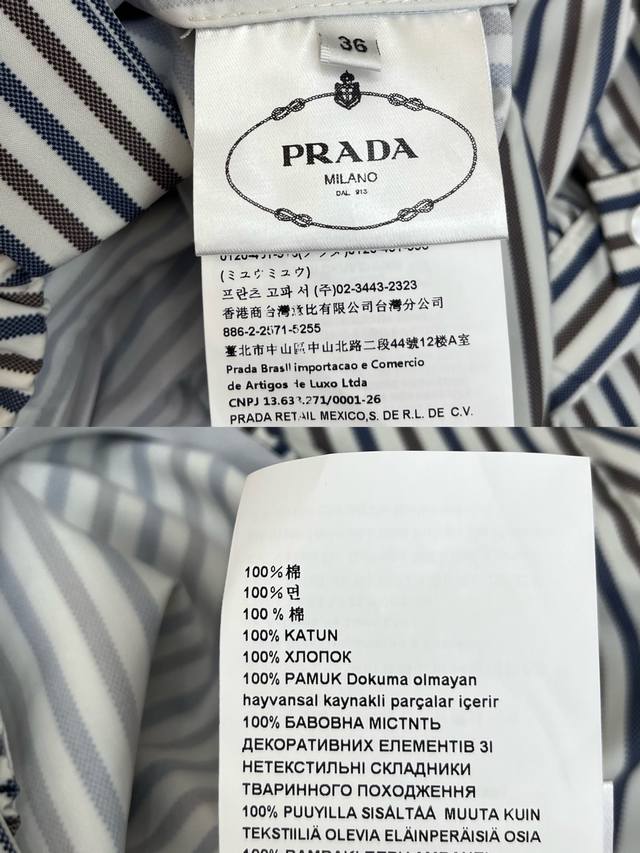 36
PRADA
MILANO
DAL 913
(ミュウミュウ)
프란츠 고파 서 (주)02-3443-2323
香港商台灣 比有限公司台灣分公司
886-2-2571-5255
臺北市中山區中山北路二段44號12樓A室
Prada Brasil importacao e Comercio
de Artigos de Luxo Ltda
CNPJ 13.633.271/0001-26
PRADA RETAIL MEXICO,S. DE R.L. DE C.V.
100%棉
100%면
100 % 棉
100% KATUN
100% ХЛОПОК
100% PAMUK Dokuma olmayan
hayvansal kaynakli parçalar içerir
100% БАВОВНА МІСТNТЬ
ДЕКОРАТИВНИХ ЕЛЕМЕНТІВ ЗІ
НЕТЕКСТИЛЬНІ СКЛАДНИКИ
ТВАРИННОГО ПОХОДЖЕННЯ
100% PUUYILLA SISÄLTÄÄ MUUTA KUIN
TEKSTIILIÄ OLEVIA ELÄINPERÄISIÄ OSIA